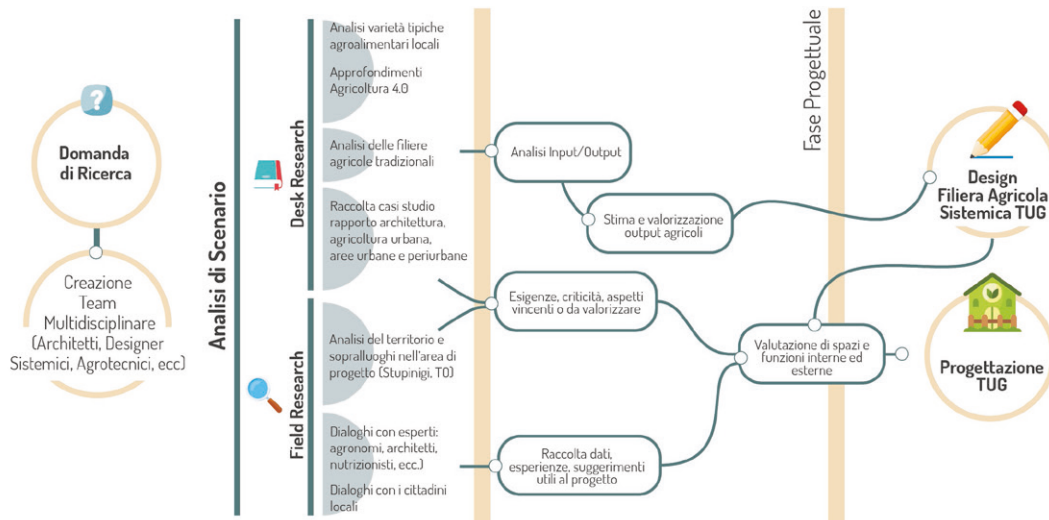 ?
Domanda
di Ricerca
Creazione
Team
Multidisciplinare
(Architetti, Designer
Sistemici, Agrotecnici, ecc)
Analisi di Scenario
Desk Research
Analisi varietà tipiche
agroalimentari locali
Approfondimenti
Agricoltura 4.0
Analisi delle filiere
agricole tradizionali
Raccolta casi studio
rapporto architettura,
agricoltura urbana,
aree urbane e periurbane
Field Research
Analisi del territorio e
sopralluoghi nell'area di
progetto (Stupinigi, TO)
Dialoghi con esperti:
agronomi, architetti,
nutrizionisti, ecc.)
Dialoghi con i cittadini
locali
Analisi Input/Output
Stima e valorizzazione
output agricoli
Esigenze, criticità, aspetti
vincenti o da valorizzare
Raccolta dati,
esperienze, suggerimenti
utili al progetto
Valutazione di spazi e
funzioni interne ed
esterne
Fase Progettuale
Design
Filiera Agricola
Sistemica TUG
Progettazione
TUG